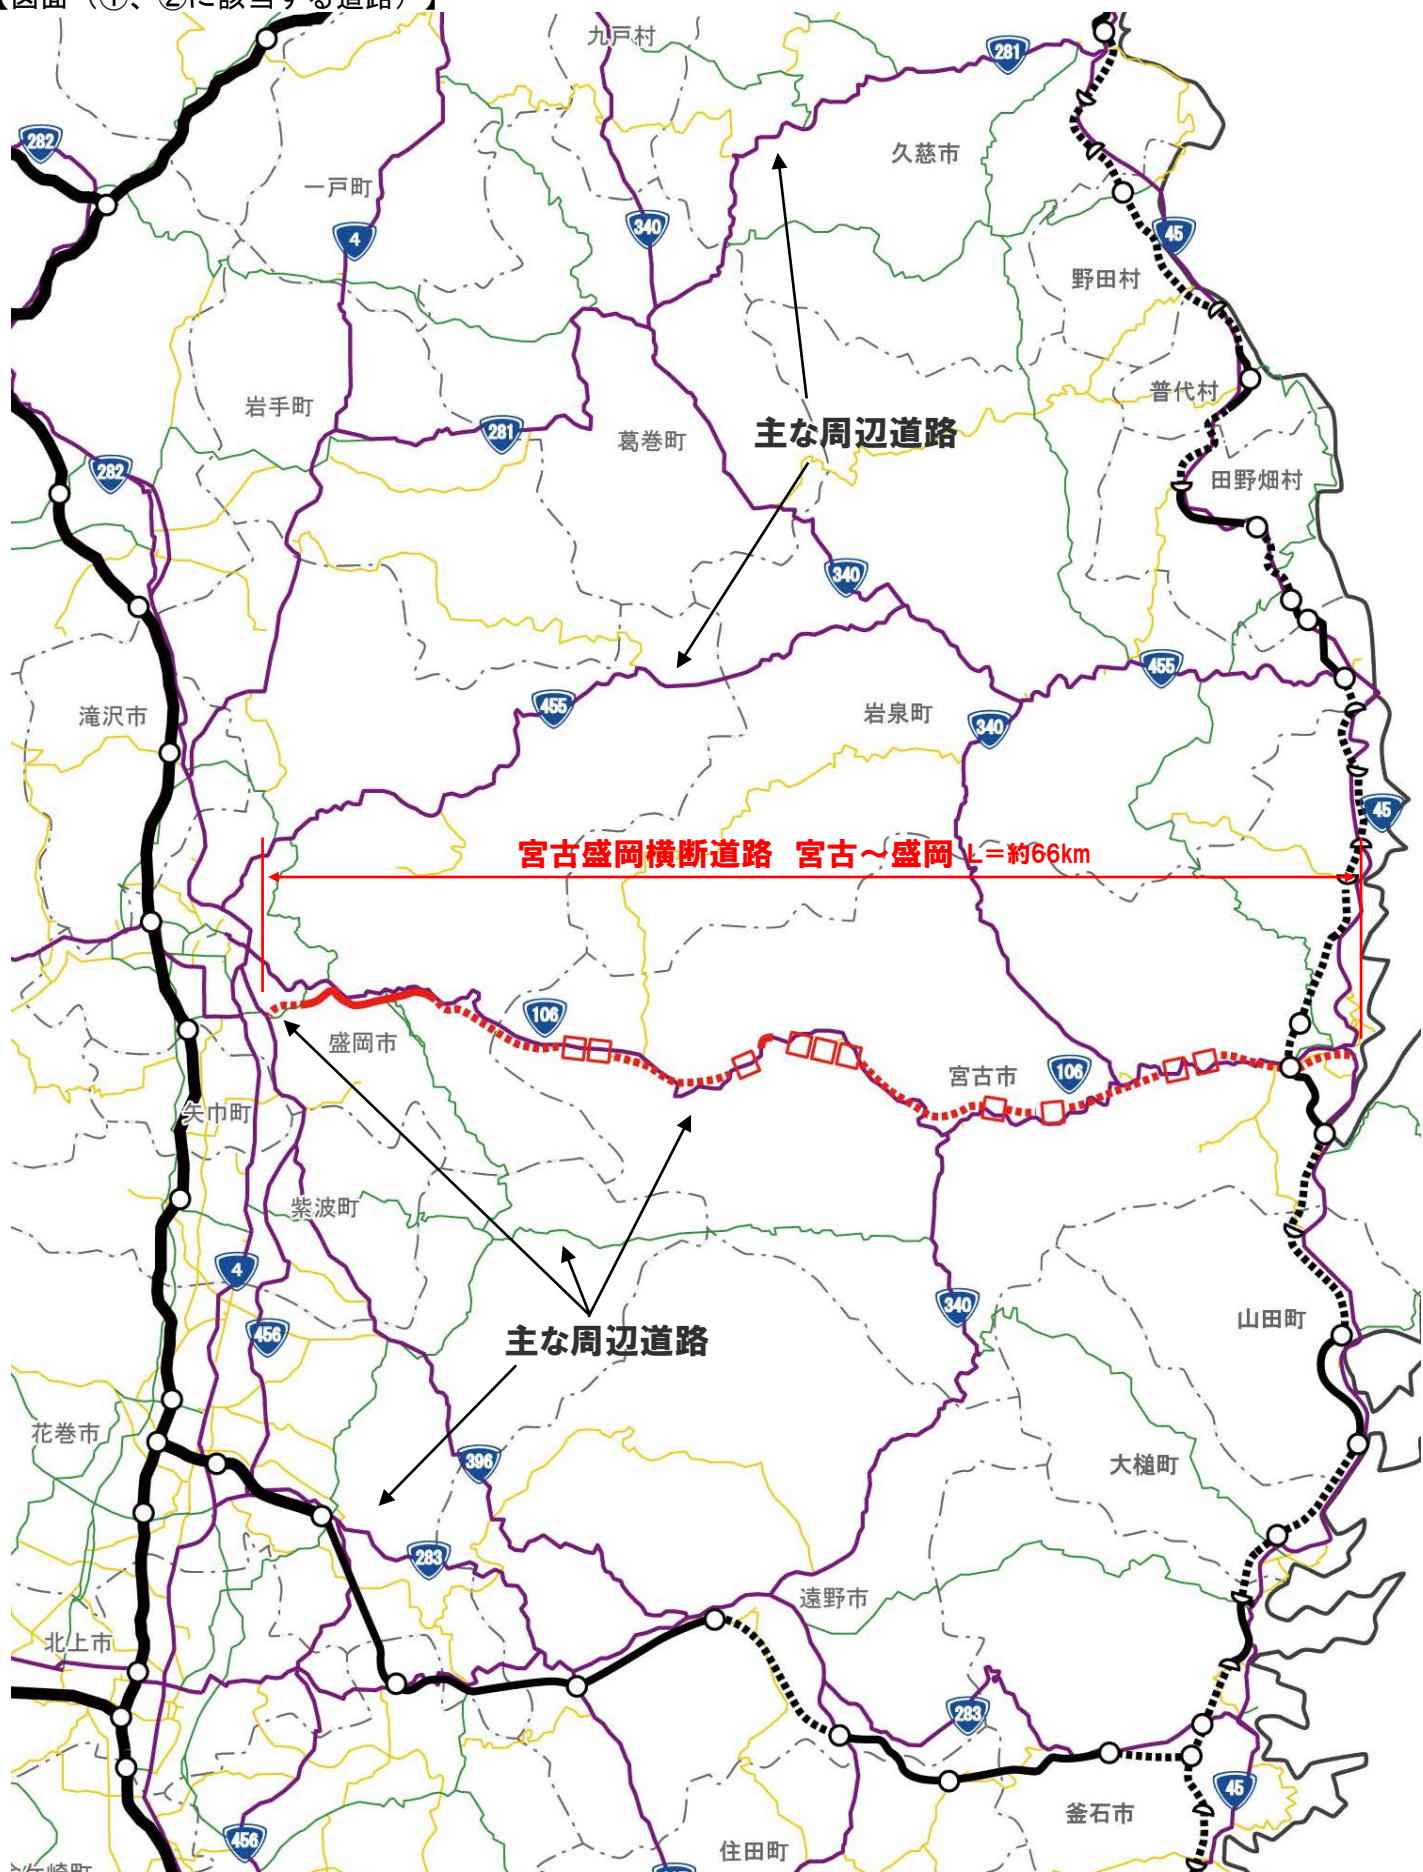 【図面（①、②に該当する道路）】
九戸村
281
282
久慈市
一戸町
340
4
45
野田村
普代村
岩手町
281
葛巻町
主な周辺道路
282
田野畑村
340
455
455
滝沢市
岩泉町
340
45
宮古盛岡横断道路 宮古～盛岡 L＝約66km
106
盛岡市
宮古市
106
矢巾町
紫波町
4
340
山田町
456
主な周辺道路
花巻市
396
大槌町
283
遠野市
北上市
283
45
釜石市
456
住田町